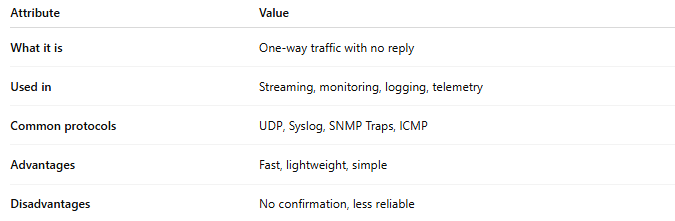 Attribute Value
What it is One-way traffic with no reply
Used in Streaming, monitoring, logging, telemetry
Common protocols UDP, Syslog, SNMP Traps, ICMP
Advantages Fast, lightweight, simple
Disadvantages No confirmation, less reliable